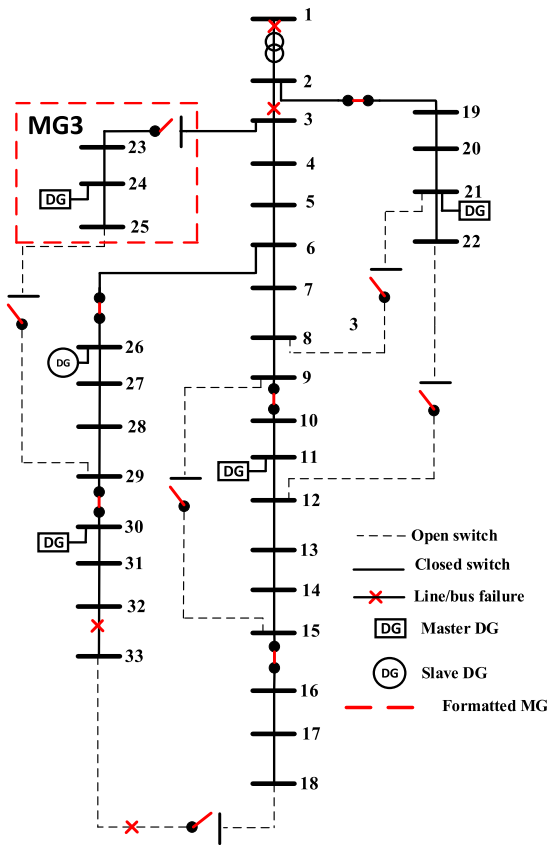 1
2
3
MG3
19
23
20
4
24
DG
21
DG
5
25
22
6
7
3
8
26
DG
9
27
10
28
11
DG
29
12
30
DG
Open switch
13
31
Closed switch
14
32
Line/bus failure
15
DG
Master DG
33
16
DG
Slave DG
Formatted MG
17
18